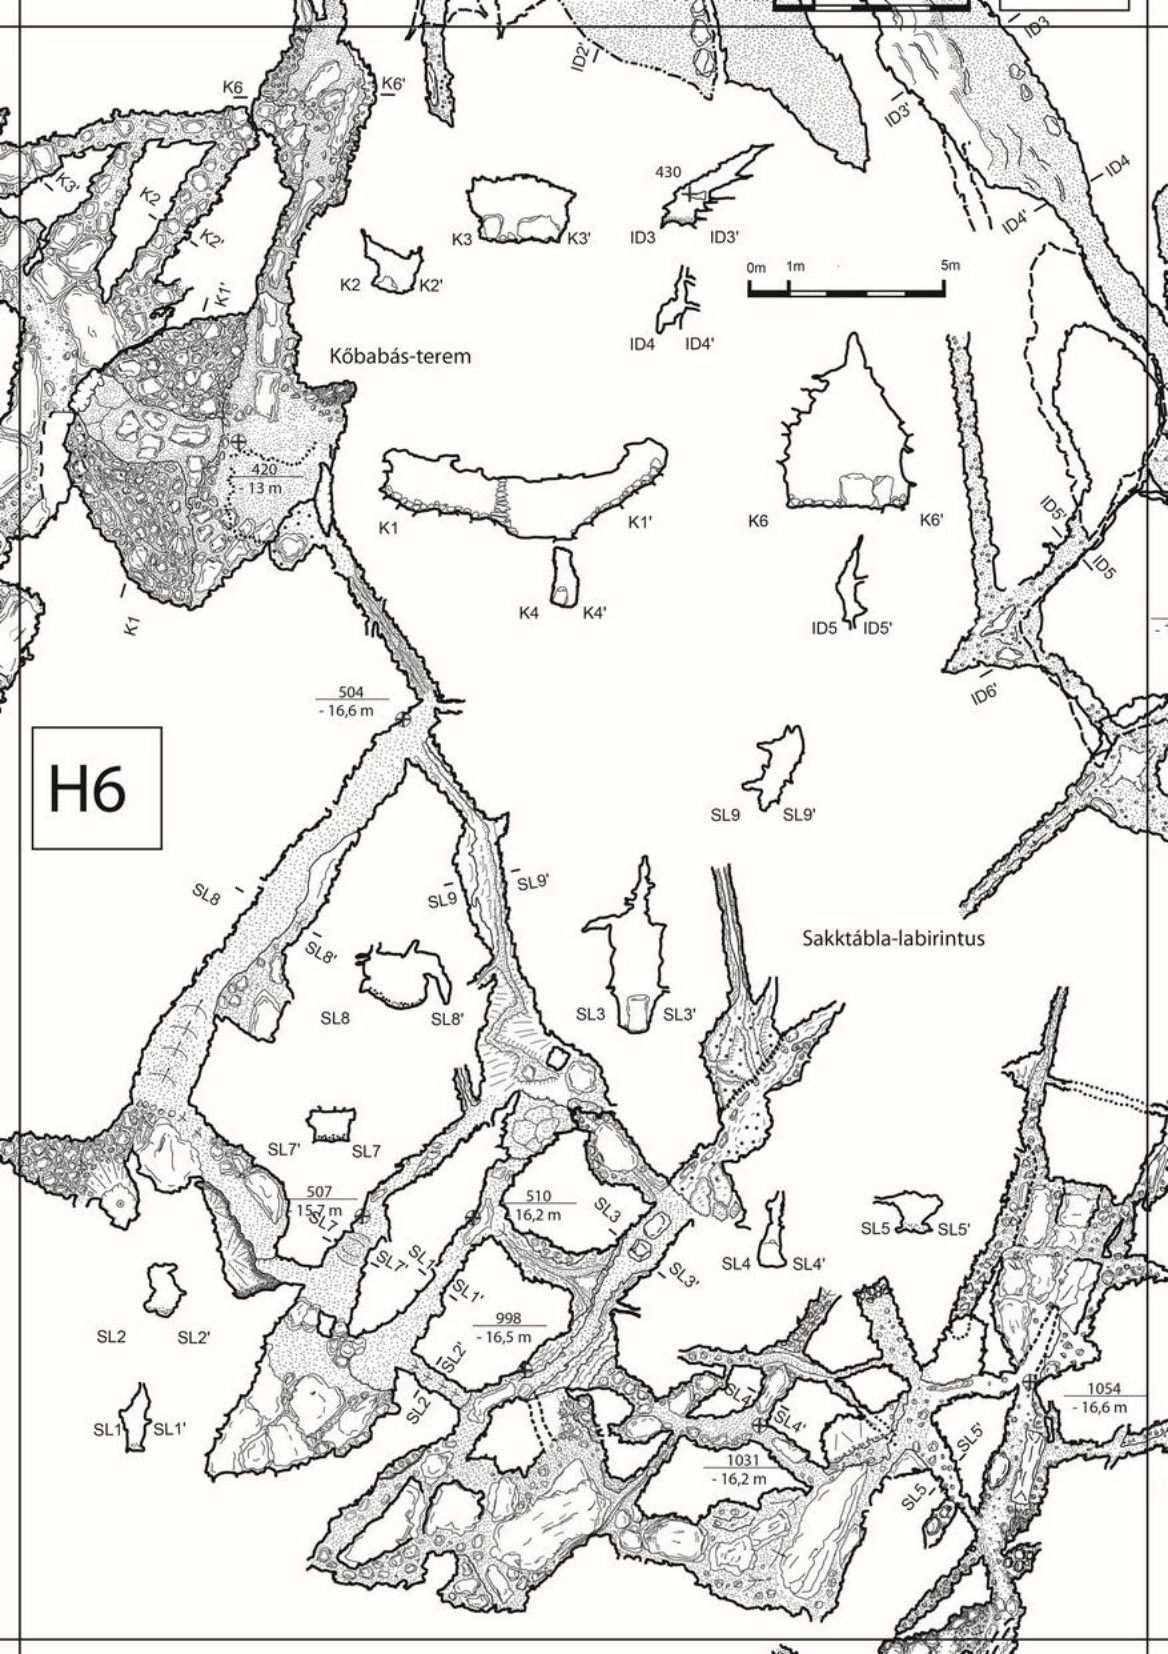 ID3
ID2'
K6
K6'
ID3'
430
ID4
K3'
K2
K3
K3'
ID3
ID3'
ID4'
K2'
K2
K2'
0m
1m
5m
K1'
ID4
ID4'
Kőbabás-terem
420
- 13 m
K1
K1'
K6
K6'
ID5'
ID5
K4
K4'
ID5
ID5'
K1
504
- 16,6 m
ID6'
H6
SL9
SL9'
SL8
SL9
SL9'
Sakktábla-labirintus
SL8'
SL8
SL8'
SL3
SL3'
SL7'
SL7
507
15,7 m
SL7
510
16,2 m
SL3
SL5
SL5'
SL7'
SL1
SL4
SL4'
SL3'
SL1'
SL2
SL2'
998
- 16,5 m
SL2'
SL2
SL4
SL4'
1054
- 16,6 m
SL1
SL1'
SL5'
1031
- 16,2 m
SL5